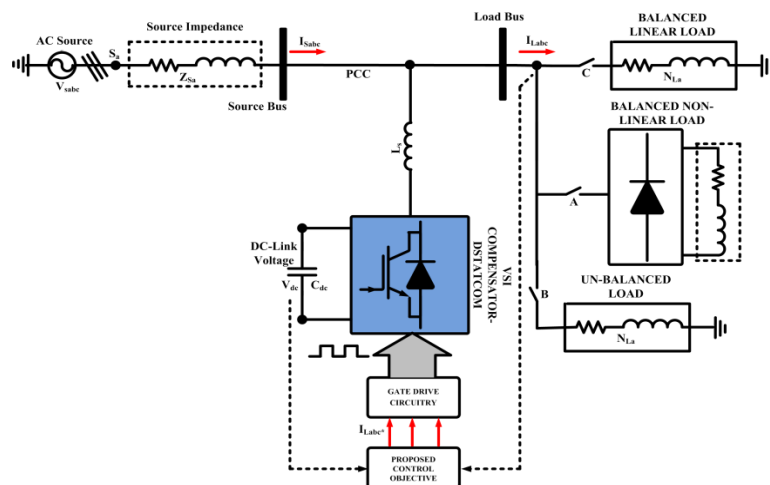 AC Source
Vsabc
Sa
Source Impedance
ZSa
Source Bus
ISabc
PCC
Load Bus
ILabc
C
BALANCED
LINEAR LOAD
NLa
BALANCED NON-
LINEAR LOAD
A
B
UN-BALANCED
LOAD
NLa
Ls
DC-Link
Voltage
Vdc
Cdc
VSI
COMPENSATOR-
DSTATCOM
GATE DRIVE
CIRCUITRY
ILabc*
PROPOSED
CONTROL
OBJECTIVE